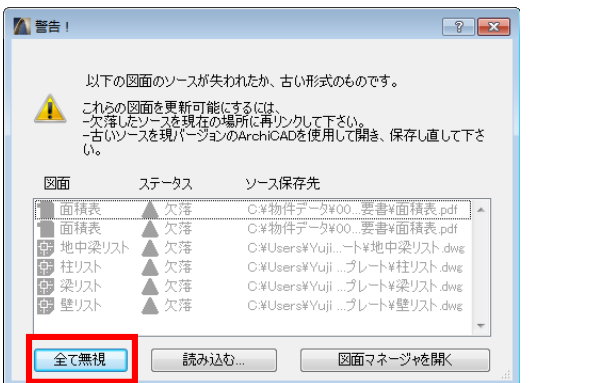 警告！
以下の図面のソースが失われたか、古い形式のものです。
これらの図面を更新可能にするには、
-欠落したソースを現在の場所に再リンクして下さい。
-古いソースを現バージョンのArchiCADを使用して開き、保存し直して下さ
い。
図面 ステータス ソース保存先
面積表 欠落 C:¥物件データ¥00...要書¥面積表.pdf
面積表 欠落 C:¥物件データ¥00...要書¥面積表.pdf
地中梁リスト 欠落 C:¥Users¥Yuji...ート¥地中梁リスト.dwg
柱リスト 欠落 C:¥Users¥Yuji ...プレート¥柱リスト.dwg
梁リスト 欠落 C:¥Users¥Yuji ...プレート¥梁リスト.dwg
壁リスト 欠落 C:¥Users¥Yuji ...プレート¥壁リスト.dwg
全て無視 読み込む... 図面マネージャを開く